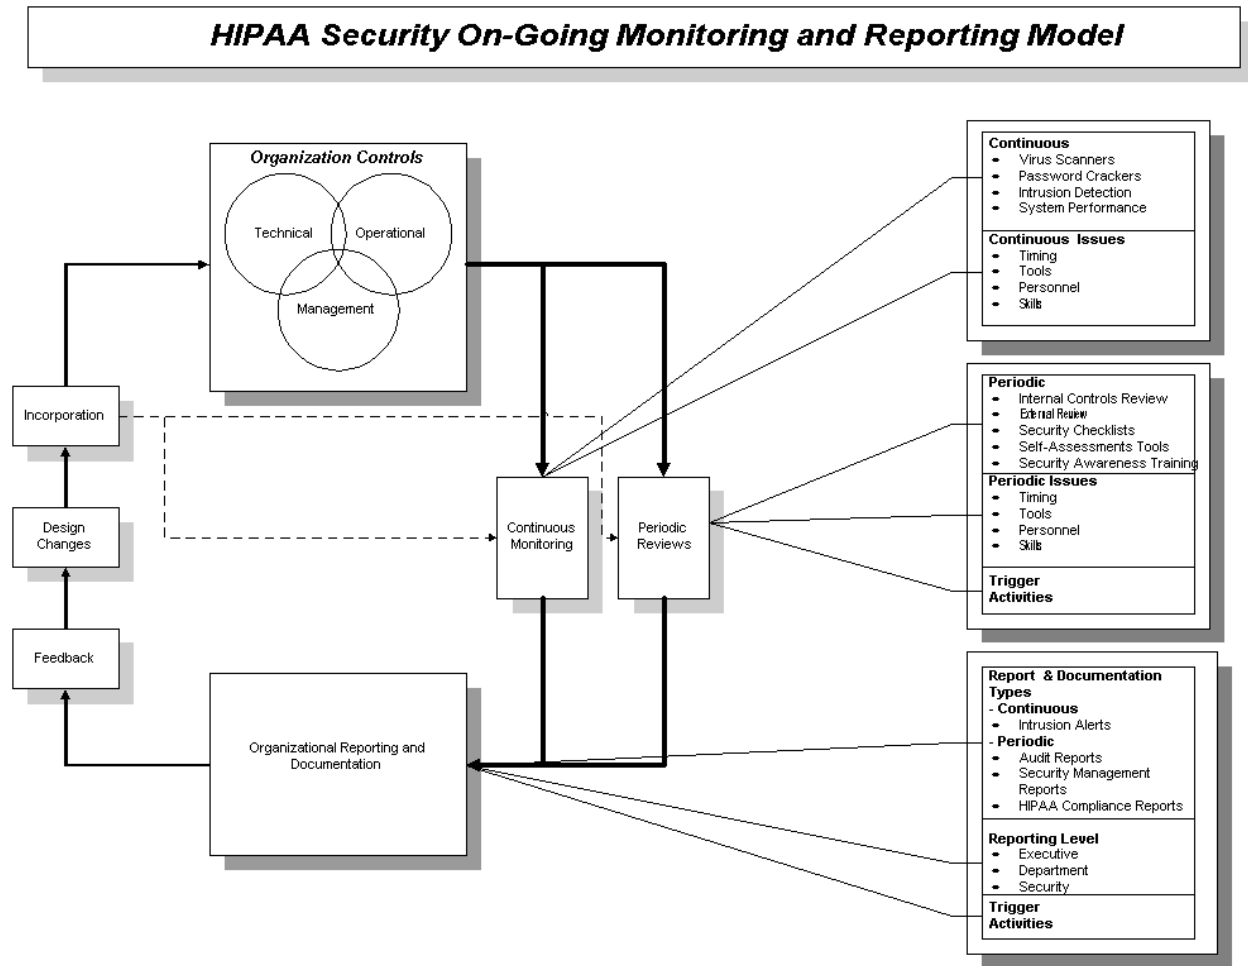 HIPAA Security On-Going Monitoring and Reporting Model
Organization Controls
Technical
Operational
Management
Incorporation
Design
Changes
Feedback
Continuous
Monitoring
Periodic
Reviews
Organizational Reporting and
Documentation
Continuous
Virus Scanners
Password Crackers
Intrusion Detection
System Performance
Continuous Issues
Timing
Tools
Personnel
Skills
Periodic
Internal Controls Review
External Review
Security Checklists
Self-Assessments Tools
Security Awareness Training
Periodic Issues
Timing
Tools
Personnel
Skills
Trigger
Activities
Report & Documentation
Types
- Continuous
Intrusion Alerts
- Periodic
Audit Reports
Security Management
Reports
HIPAA Compliance Reports
Reporting Level
Executive
Department
Security
Trigger
Activities